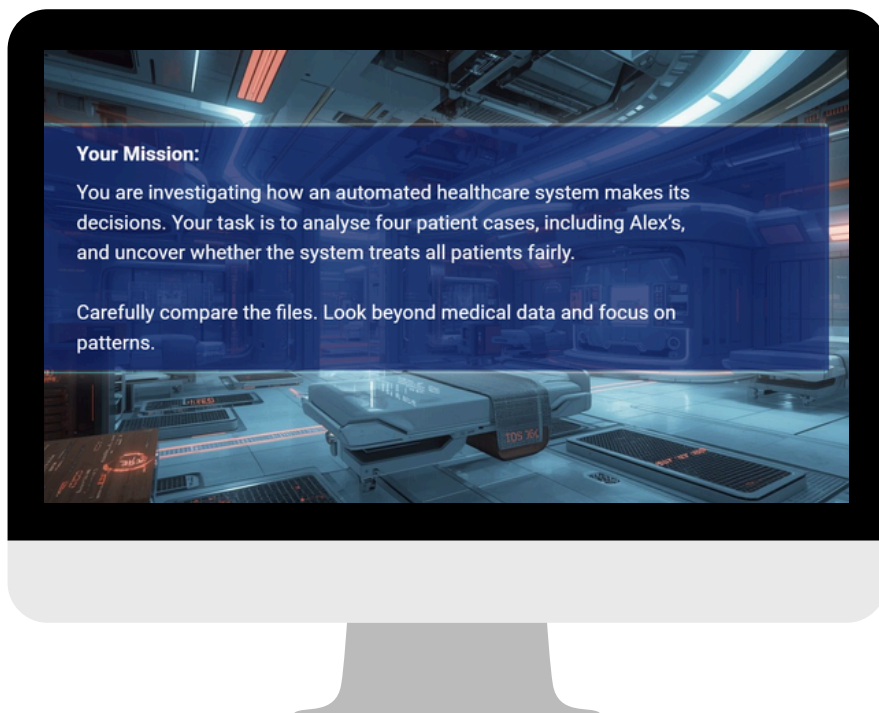 Your Mission:
You are investigating how an automated healthcare system makes its
decisions. Your task is to analyse four patient cases, including Alex’s,
and uncover whether the system treats all patients fairly.
Carefully compare the files. Look beyond medical data and focus on
patterns.